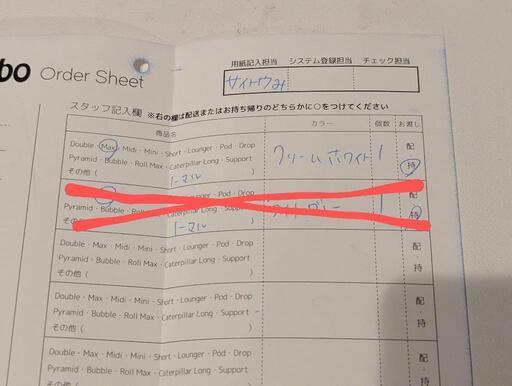 bo Order Sheet
用紙記入担当 システム登録担当 チェック担当
サイトウみ
スタッフ記入欄 ※右の欄は配送またはお持ち帰りのどちらかに○をつけてください
商品名 カラー 個数 お渡し
Double · Max · Midi · Mini · Short · Lounger · Pod · Drop
Pyramid · Bubble · Roll Max · Caterpillar Long · Support
その他 ( ノーマル )
クリームホワイト 1 配 · 持
Lounger · Pod · Drop
Pyramid · Bubble · Caterpillar Long · Support
ノーマル )
1 配 持
Double · Max · Midi · Mini · Short · Lounger · Pod · Drop
Pyramid · Bubble · Roll Max · Caterpillar Long · Support
その他 ( )
配 · 持
Double · Max · Midi · Mini · Short · Lounger · Pod · Drop
Pyramid · Bubble · Roll Max · Caterpillar Long · Support
その他 ( )
配 · 持
Double · Max · Midi · Mini · Short · Lounger · Pod · Drop
Pyramid · Bubble · Roll Max · Caterpillar Long · Support
その他 ( )
配 · 持